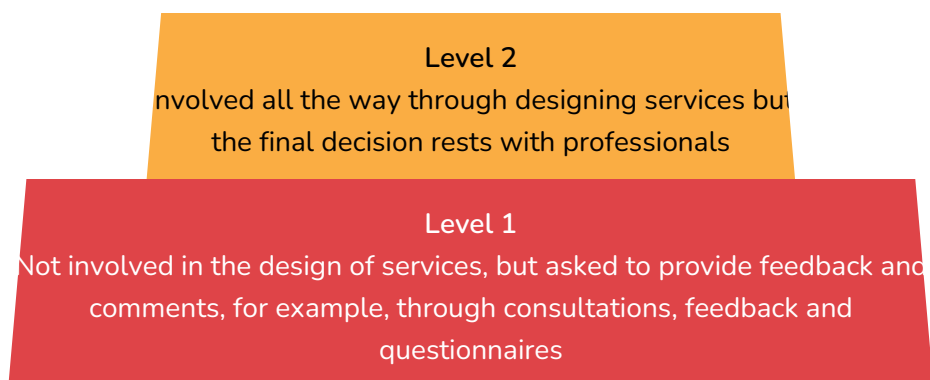 Level 2
nvolved all the way through designing services but
the final decision rests with professionals
Level 1
Not involved in the design of services, but asked to provide feedback and
comments, for example, through consultations, feedback and
questionnaires